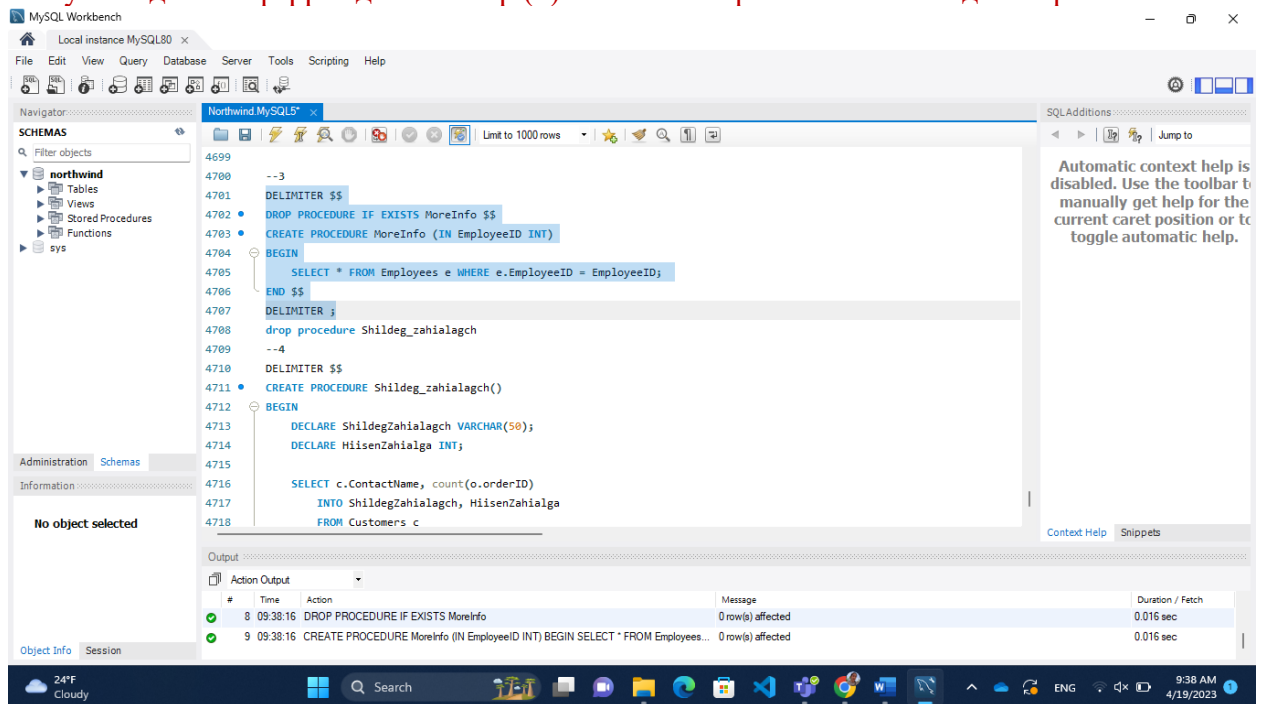 MySQL Workbench
Local instance MySQL80
File Edit View Query Database Server Tools Scripting Help
Navigator
SCHEMAS
Filter objects
northwind
Tables
Views
Stored Procedures
Functions
sys
Administration Schemas
Information
No object selected
Object Info Session
Northwind.MySQL5*
Limit to 1000 rows
4699
4700 --3
4701 DELIMITER $$
4702 DROP PROCEDURE IF EXISTS MoreInfo $$
4703 CREATE PROCEDURE MoreInfo (IN EmployeeID INT)
4704 BEGIN
4705 SELECT * FROM Employees e WHERE e.EmployeeID = EmployeeID;
4706 END $$
4707 DELIMITER ;
4708 drop procedure Shildeg_zahialagch
4709 --4
4710 DELIMITER $$
4711 CREATE PROCEDURE Shildeg_zahialagch()
4712 BEGIN
4713 DECLARE ShildegZahialagch VARCHAR(50);
4714 DECLARE HiisenZahialga INT;
4715
4716 SELECT c.ContactName, count(o.orderID)
4717 INTO ShildegZahialagch, HiisenZahialga
4718 FROM Customers c
SQLAdditions
Jump to
Automatic context help is
disabled. Use the toolbar to
manually get help for the
current caret position or to
toggle automatic help.
Context Help Snippets
Output
Action Output
# Time Action Message Duration / Fetch
8 09:38:16 DROP PROCEDURE IF EXISTS MoreInfo 0 row(s) affected 0.016 sec
9 09:38:16 CREATE PROCEDURE MoreInfo (IN EmployeeID INT) BEGIN SELECT * FROM Employees... 0 row(s) affected 0.016 sec
24°F
Cloudy
Search
ENG
9:38 AM
4/19/2023
1